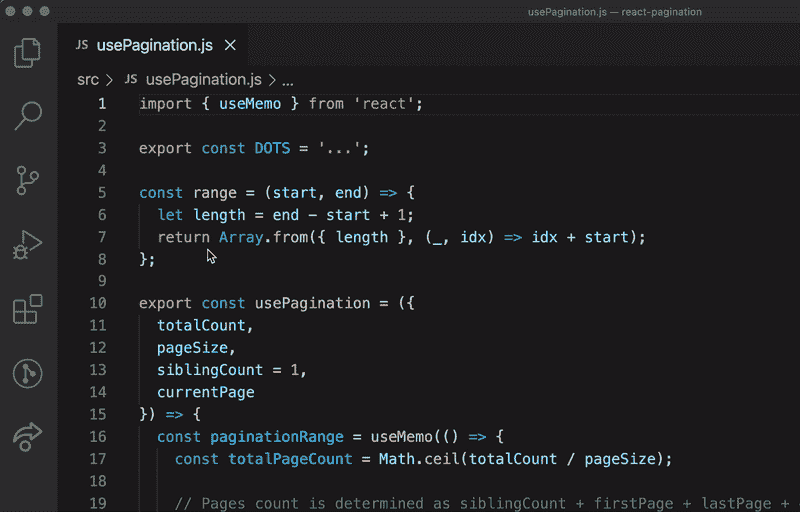 usePagination.js — react-pagination
JS usePagination.js ×
src > JS usePagination.js > ...
1 import { useMemo } from 'react';
2
3 export const DOTS = '...';
4
5 const range = (start, end) => {
6 let length = end - start + 1;
7 return Array.from({ length }, (_, idx) => idx + start);
8 };
9
10 export const usePagination = ({
11 totalCount,
12 pageSize,
13 siblingCount = 1,
14 currentPage
15 }) => {
16 const paginationRange = useMemo(() => {
17 const totalPageCount = Math.ceil(totalCount / pageSize);
18
19 // Pages count is determined as siblingCount + firstPage + lastPage +